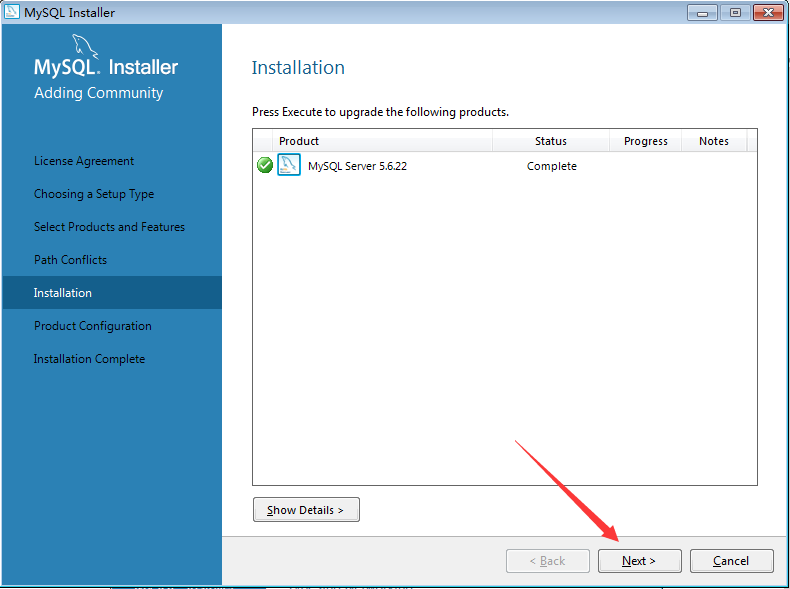 MySQL Installer
MySQL. Installer
Adding Community
License Agreement
Choosing a Setup Type
Select Products and Features
Path Conflicts
Installation
Product Configuration
Installation Complete
Installation
Press Execute to upgrade the following products.
Product Status Progress Notes
MySQL Server 5.6.22 Complete
Show Details >
< Back Next > Cancel